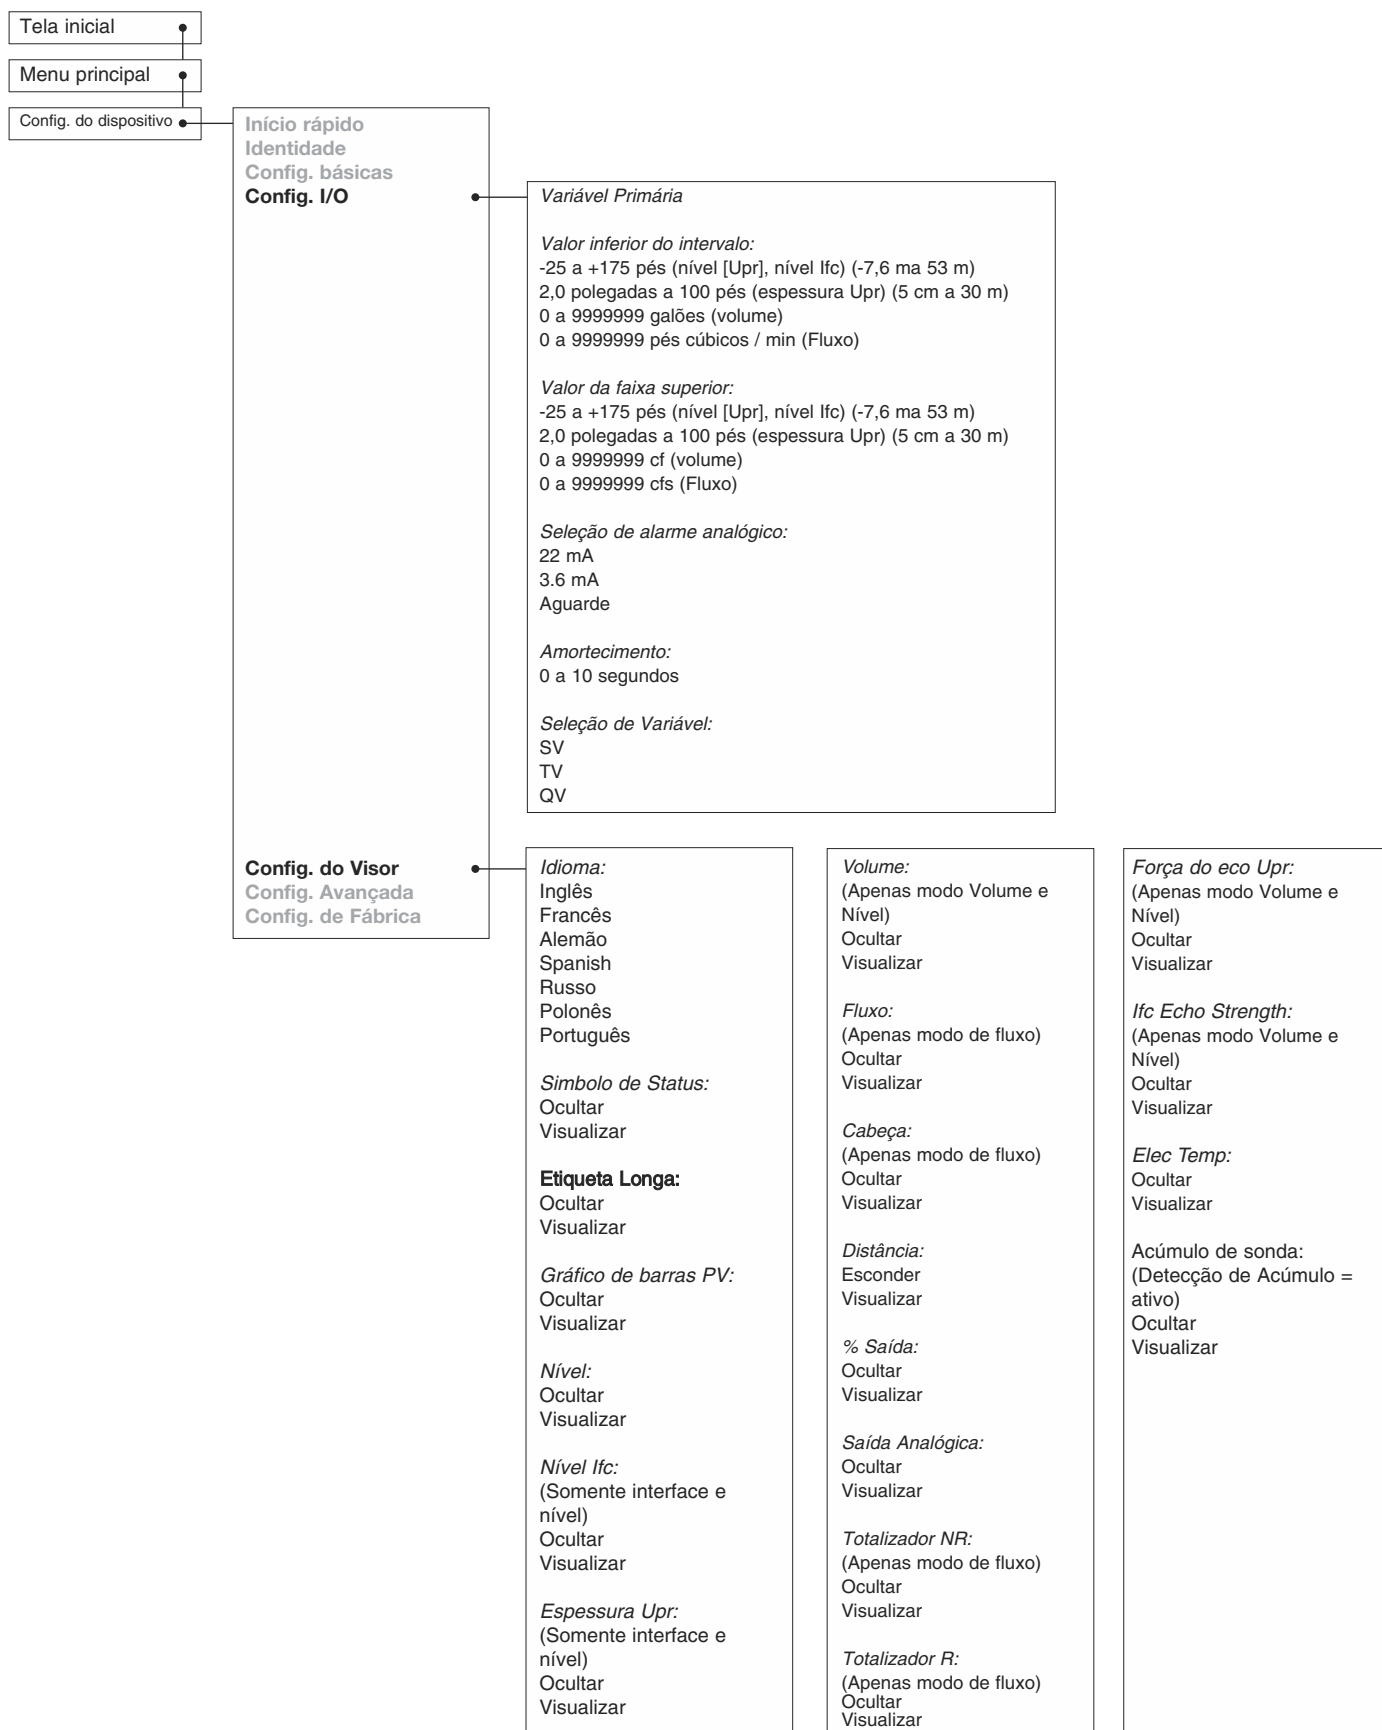 Tela inicial
Menu principal
Config. do dispositivo
Início rápido
Identidade
Config. básicas
Config. I/O
Variável Primária
Valor inferior do intervalo:
-25 a +175 pés (nível [Upr], nível Ifc) (-7,6 ma 53 m)
2,0 polegadas a 100 pés (espessura Upr) (5 cm a 30 m)
0 a 9999999 galões (volume)
0 a 9999999 pés cúbicos / min (Fluxo)
Valor da faixa superior:
-25 a +175 pés (nível [Upr], nível Ifc) (-7,6 ma 53 m)
2,0 polegadas a 100 pés (espessura Upr) (5 cm a 30 m)
0 a 9999999 cf (volume)
0 a 9999999 cfs (Fluxo)
Seleção de alarme analógico:
22 mA
3.6 mA
Aguarde
Amortecimento:
0 a 10 segundos
Seleção de Variável:
SV
TV
QV
Config. do Visor
Config. Avançada
Config. de Fábrica
Idioma:
Inglês
Francês
Alemão
Spanish
Russo
Polonês
Português
Simbolo de Status:
Ocultar
Visualizar
Etiqueta Longa:
Ocultar
Visualizar
Gráfico de barras PV:
Ocultar
Visualizar
Nível:
Ocultar
Visualizar
Nível Ifc:
(Somente interface e
nível)
Ocultar
Visualizar
Espessura Upr:
(Somente interface e
nível)
Ocultar
Visualizar
Volume:
(Apenas modo Volume e
Nível)
Ocultar
Visualizar
Fluxo:
(Apenas modo de fluxo)
Ocultar
Visualizar
Cabeça:
(Apenas modo de fluxo)
Ocultar
Visualizar
Distância:
Esconder
Visualizar
% Saída:
Ocultar
Visualizar
Saída Analógica:
Ocultar
Visualizar
Totalizador NR:
(Apenas modo de fluxo)
Ocultar
Visualizar
Totalizador R:
(Apenas modo de fluxo)
Ocultar
Visualizar
Força do eco Upr:
(Apenas modo Volume e
Nível)
Ocultar
Visualizar
Ifc Echo Strength:
(Apenas modo Volume e
Nível)
Ocultar
Visualizar
Elec Temp:
Ocultar
Visualizar
Acúmulo de sonda:
(Detecção de Acúmulo =
ativo)
Ocultar
Visualizar